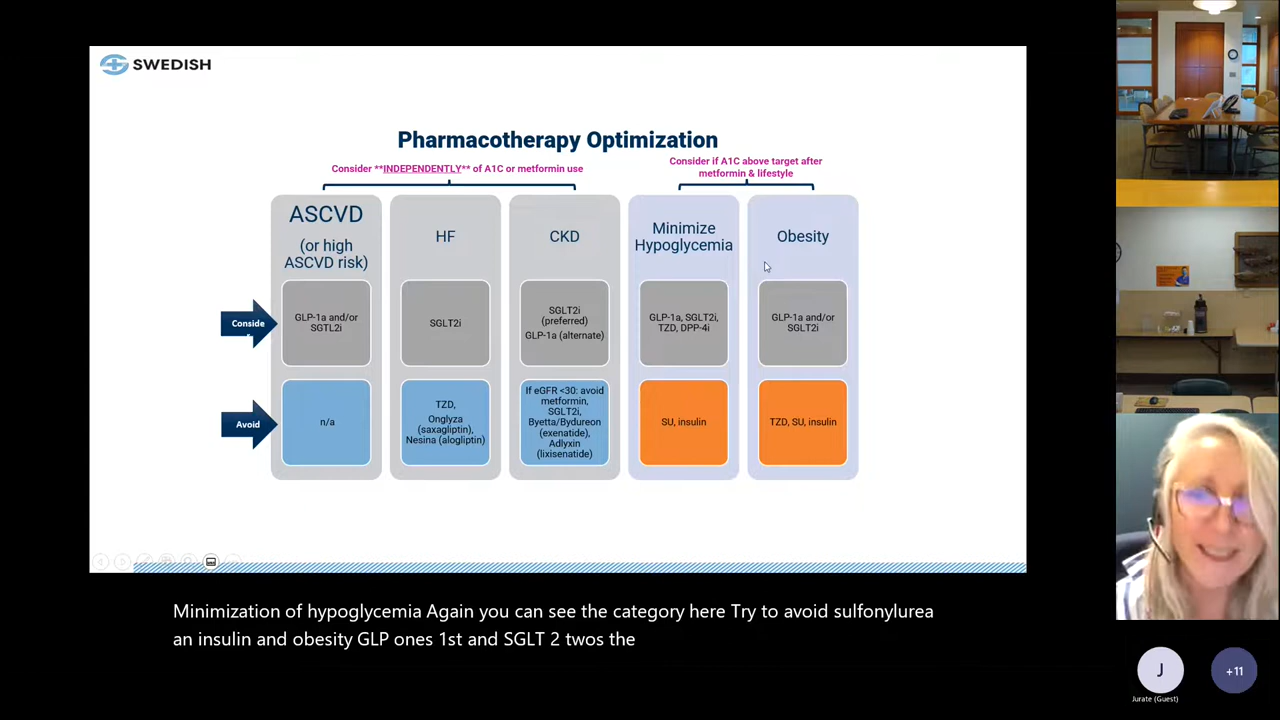 SWEDISH
Pharmacotherapy Optimization
Consider **INDEPENDENTLY** of A1C or metformin use
Consider if A1C above target after
metformin & lifestyle
ASCVD
(or high
ASCVD risk)
HF
CKD
Minimize
Hypoglycemia
Obesity
Conside
GLP-1a and/or
SGTL2i
SGLT2i
SGLT2i
(preferred)
GLP-1a (alternate)
GLP-1a, SGLT2i,
TZD, DPP-4i
GLP-1a and/or
SGLT2i
Avoid
n/a
TZD,
Onglyza
(saxagliptin),
Nesina (alogliptin)
If eGFR <30: avoid
metformin,
SGLT2i,
Byetta/Bydureon
(exenatide),
Adlyxin
(lixisenatide)
SU, insulin
TZD, SU, insulin
Minimization of hypoglycemia Again you can see the category here Try to avoid sulfonylurea
an insulin and obesity GLP ones 1st and SGLT 2 twos the
J
+11
Jurate (Guest)